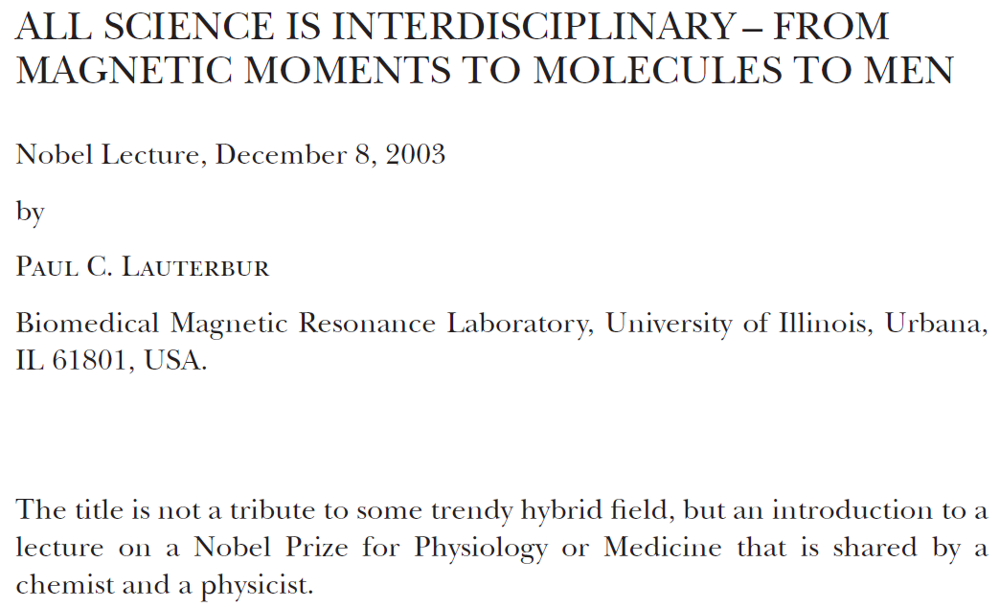 ALL SCIENCE IS INTERDISCIPLINARY – FROM
MAGNETIC MOMENTS TO MOLECULES TO MEN
Nobel Lecture, December 8, 2003
by
PAUL C. LAUTERBUR
Biomedical Magnetic Resonance Laboratory, University of Illinois, Urbana,
IL 61801, USA.
The title is not a tribute to some trendy hybrid field, but an introduction to a
lecture on a Nobel Prize for Physiology or Medicine that is shared by a
chemist and a physicist.